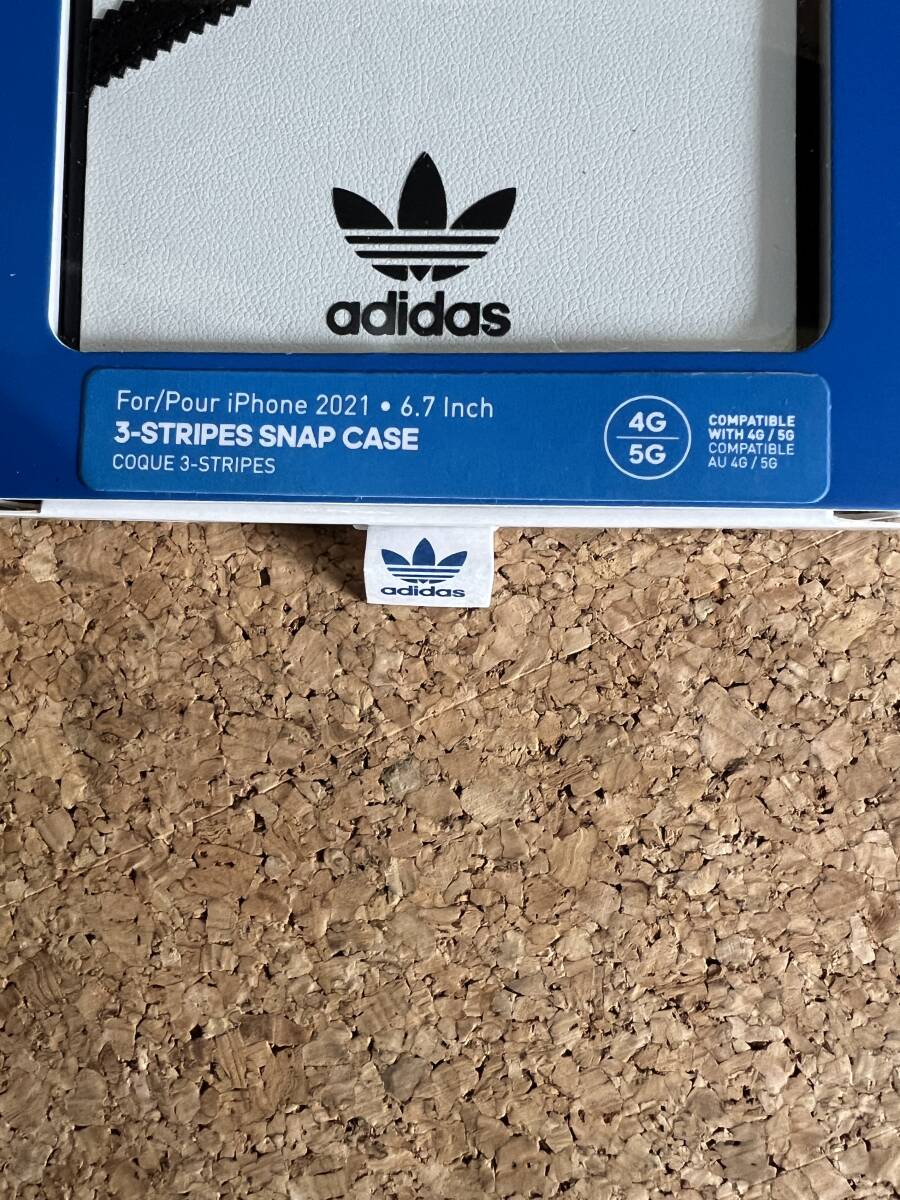 adidas
For/Pour iPhone 2021 • 6.7 Inch
3-STRIPES SNAP CASE
COQUE 3-STRIPES
4G
5G
COMPATIBLE
WITH 4G / 5G
COMPATIBLE
AU 4G / 5G
adidas